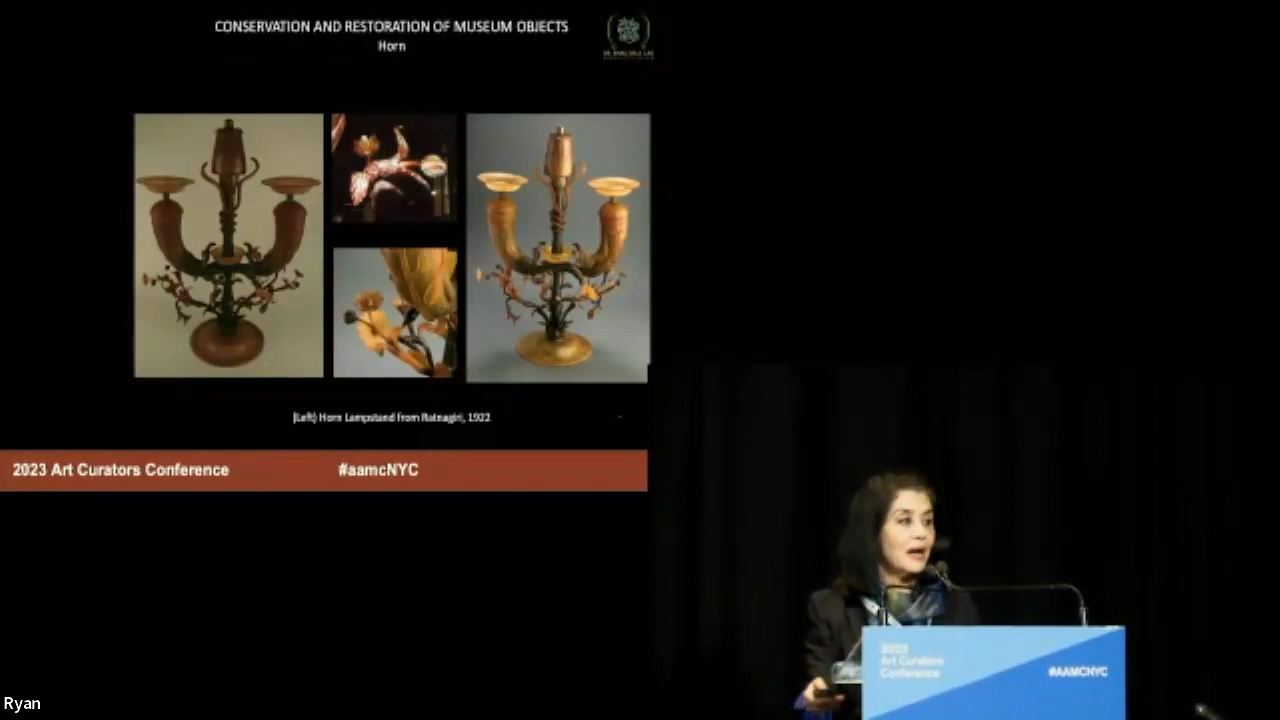 CONSERVATION AND RESTORATION OF MUSEUM OBJECTS
Horn
(Left) Horn Lampstand from Ratnagiri, 1922
2023 Art Curators Conference #aamcNYC
2023
Art Curators
Conference
#AAMCNYC
Ryan